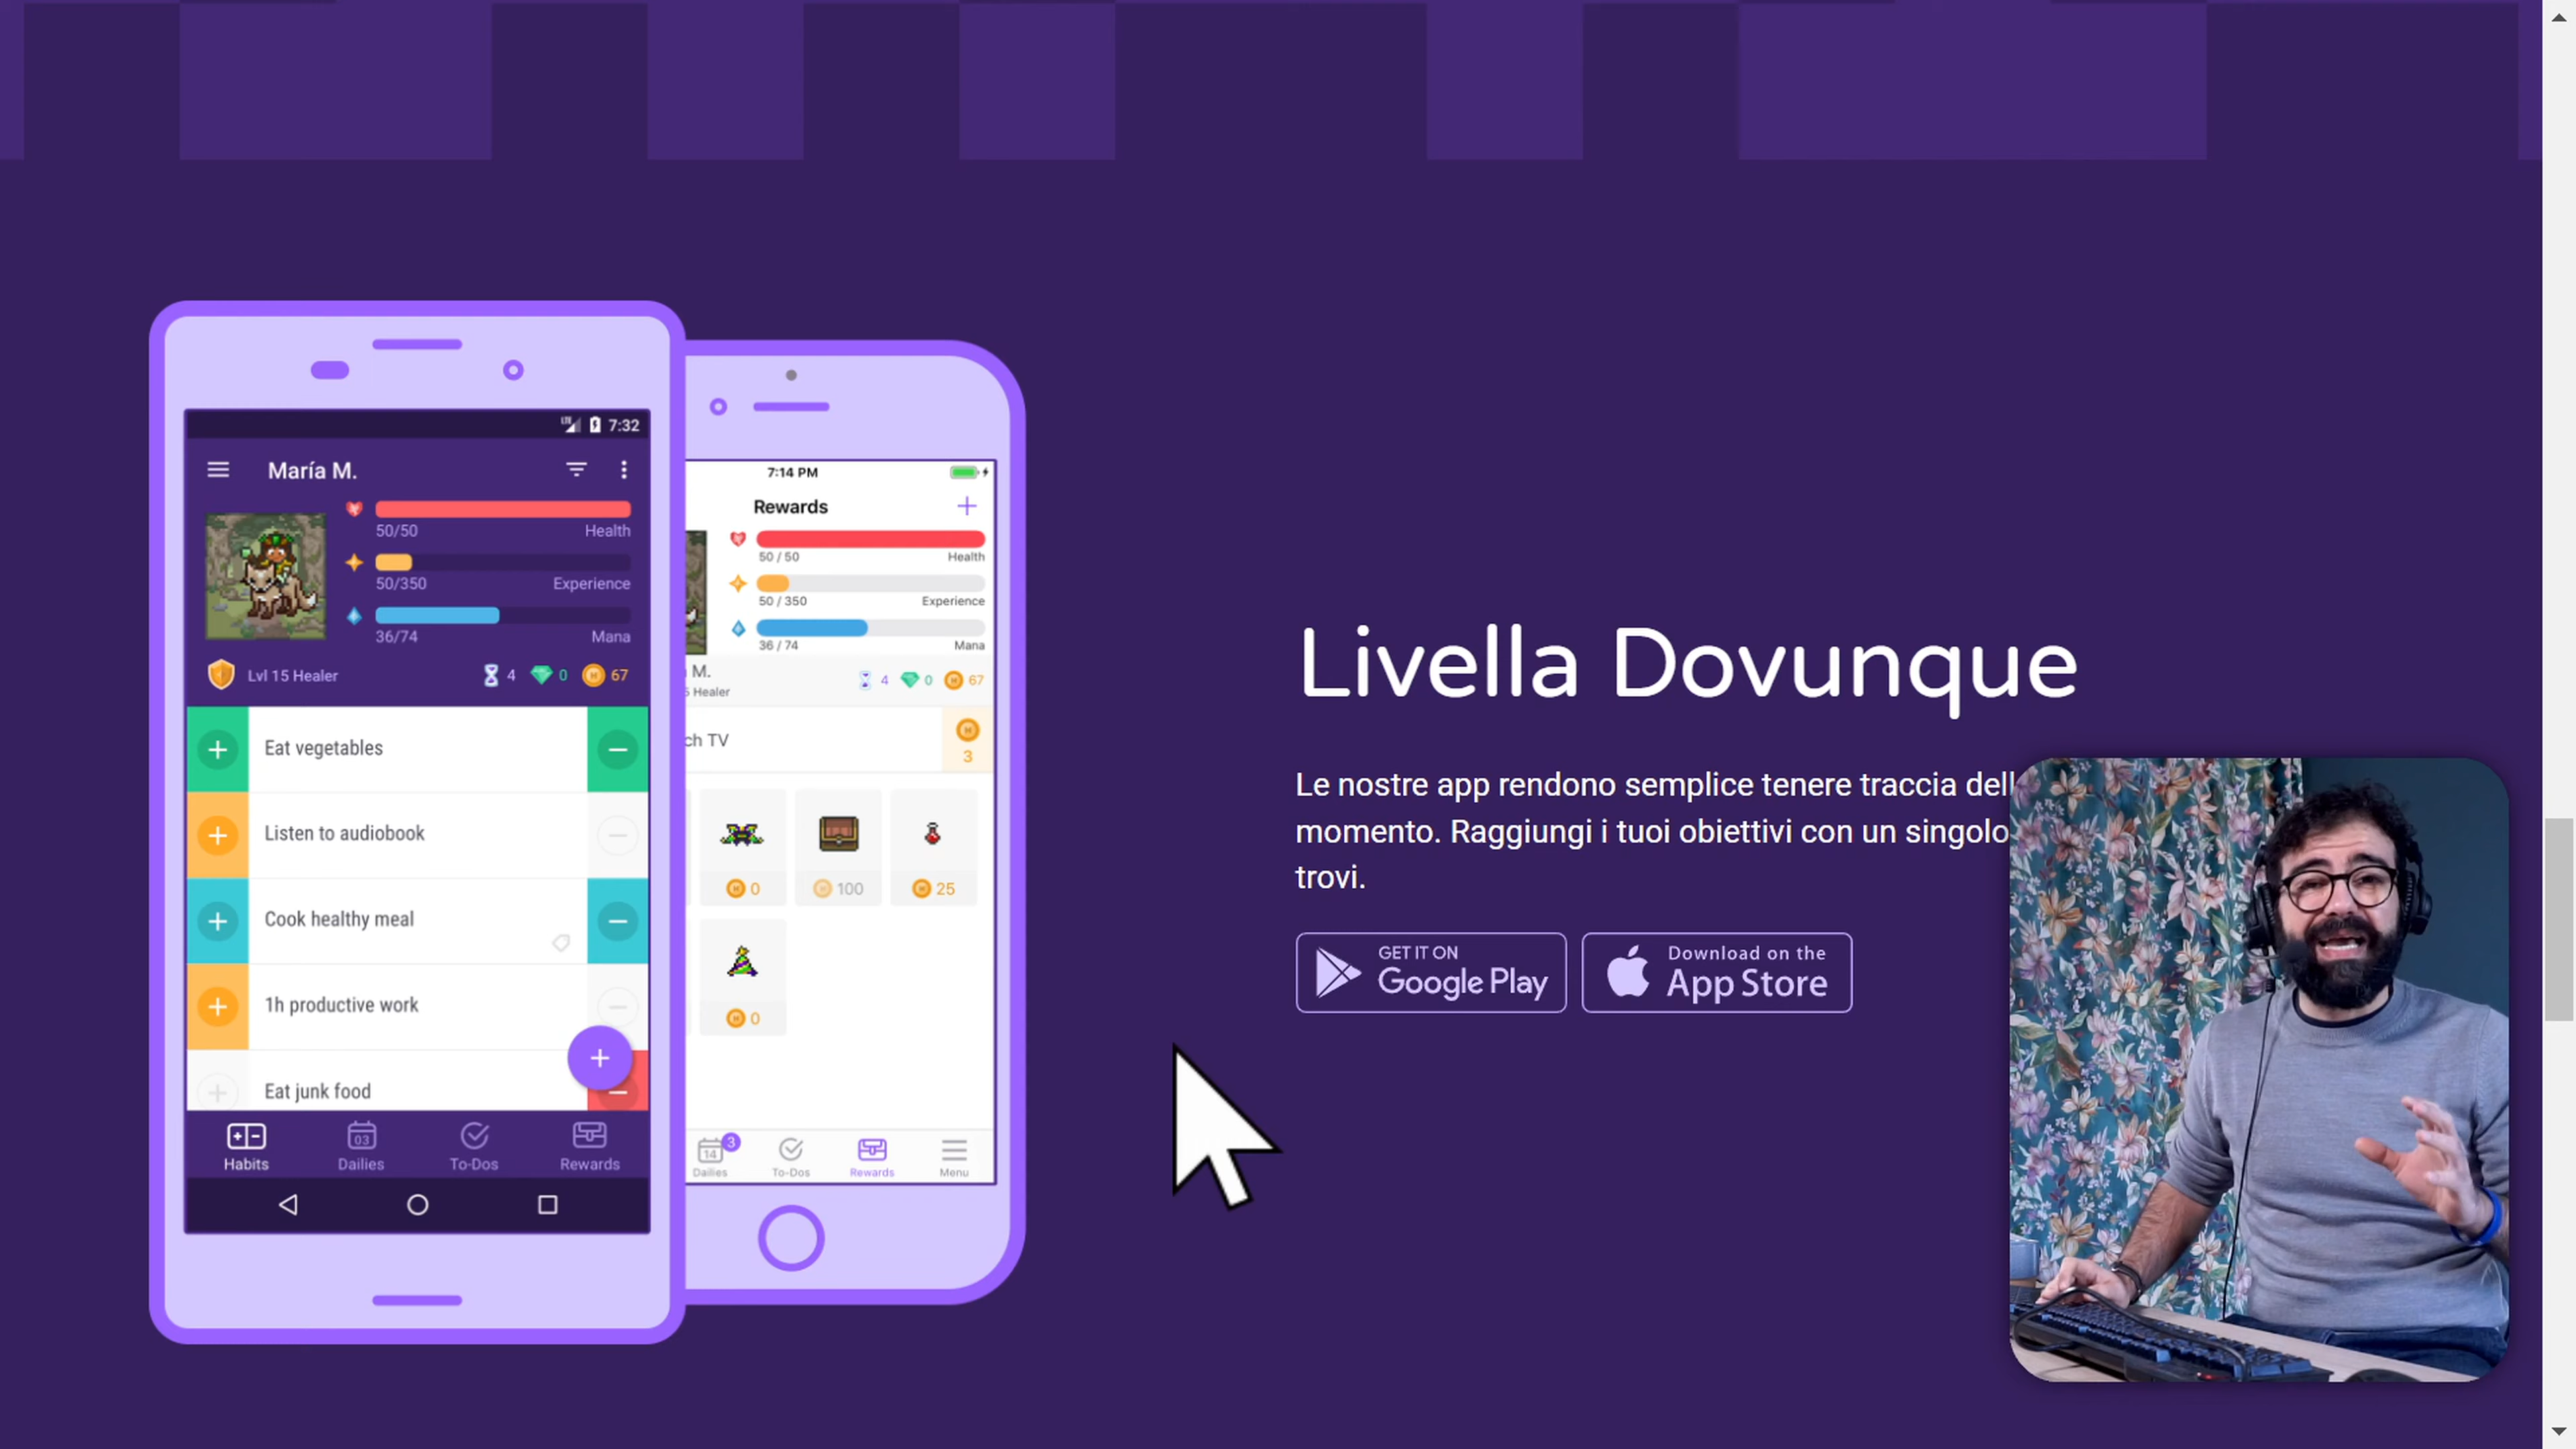 7:32
María M.
50/50 Health
50/350 Experience
36/74 Mana
Lvl 15 Healer 4 0 67
Eat vegetables
Listen to audiobook
Cook healthy meal
1h productive work
Eat junk food
03
Habits Dailies To-Dos Rewards
7:14 PM
Rewards
50 / 50 Health
50 / 350 Experience
36 / 74 Mana
M.
Healer 4 0 67
ch TV
3
0 100 25
0
14 3
Dailies To-Dos Rewards Menu
Livella Dovunque
Le nostre app rendono semplice tenere traccia dell
momento. Raggiungi i tuoi obiettivi con un singolo
trovi.
GET IT ON
Google Play
Download on the
App Store